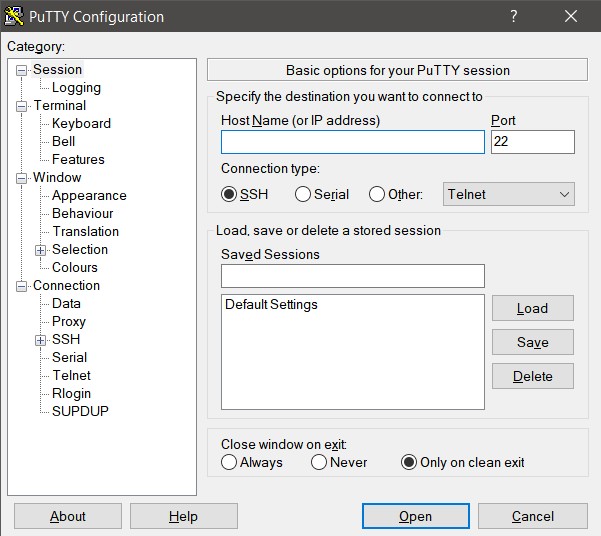 PuTTY Configuration
?
Category:
Session
Logging
Terminal
Keyboard
Bell
Features
Window
Appearance
Behaviour
Translation
Selection
Colours
Connection
Data
Proxy
SSH
Serial
Telnet
Rlogin
SUPDUP
Basic options for your PuTTY session
Specify the destination you want to connect to
Host Name (or IP address) Port
22
Connection type:
SSH Serial Other: Telnet
Load, save or delete a stored session
Saved Sessions
Default Settings
Load
Save
Delete
Close window on exit:
Always Never Only on clean exit
About Help Open Cancel